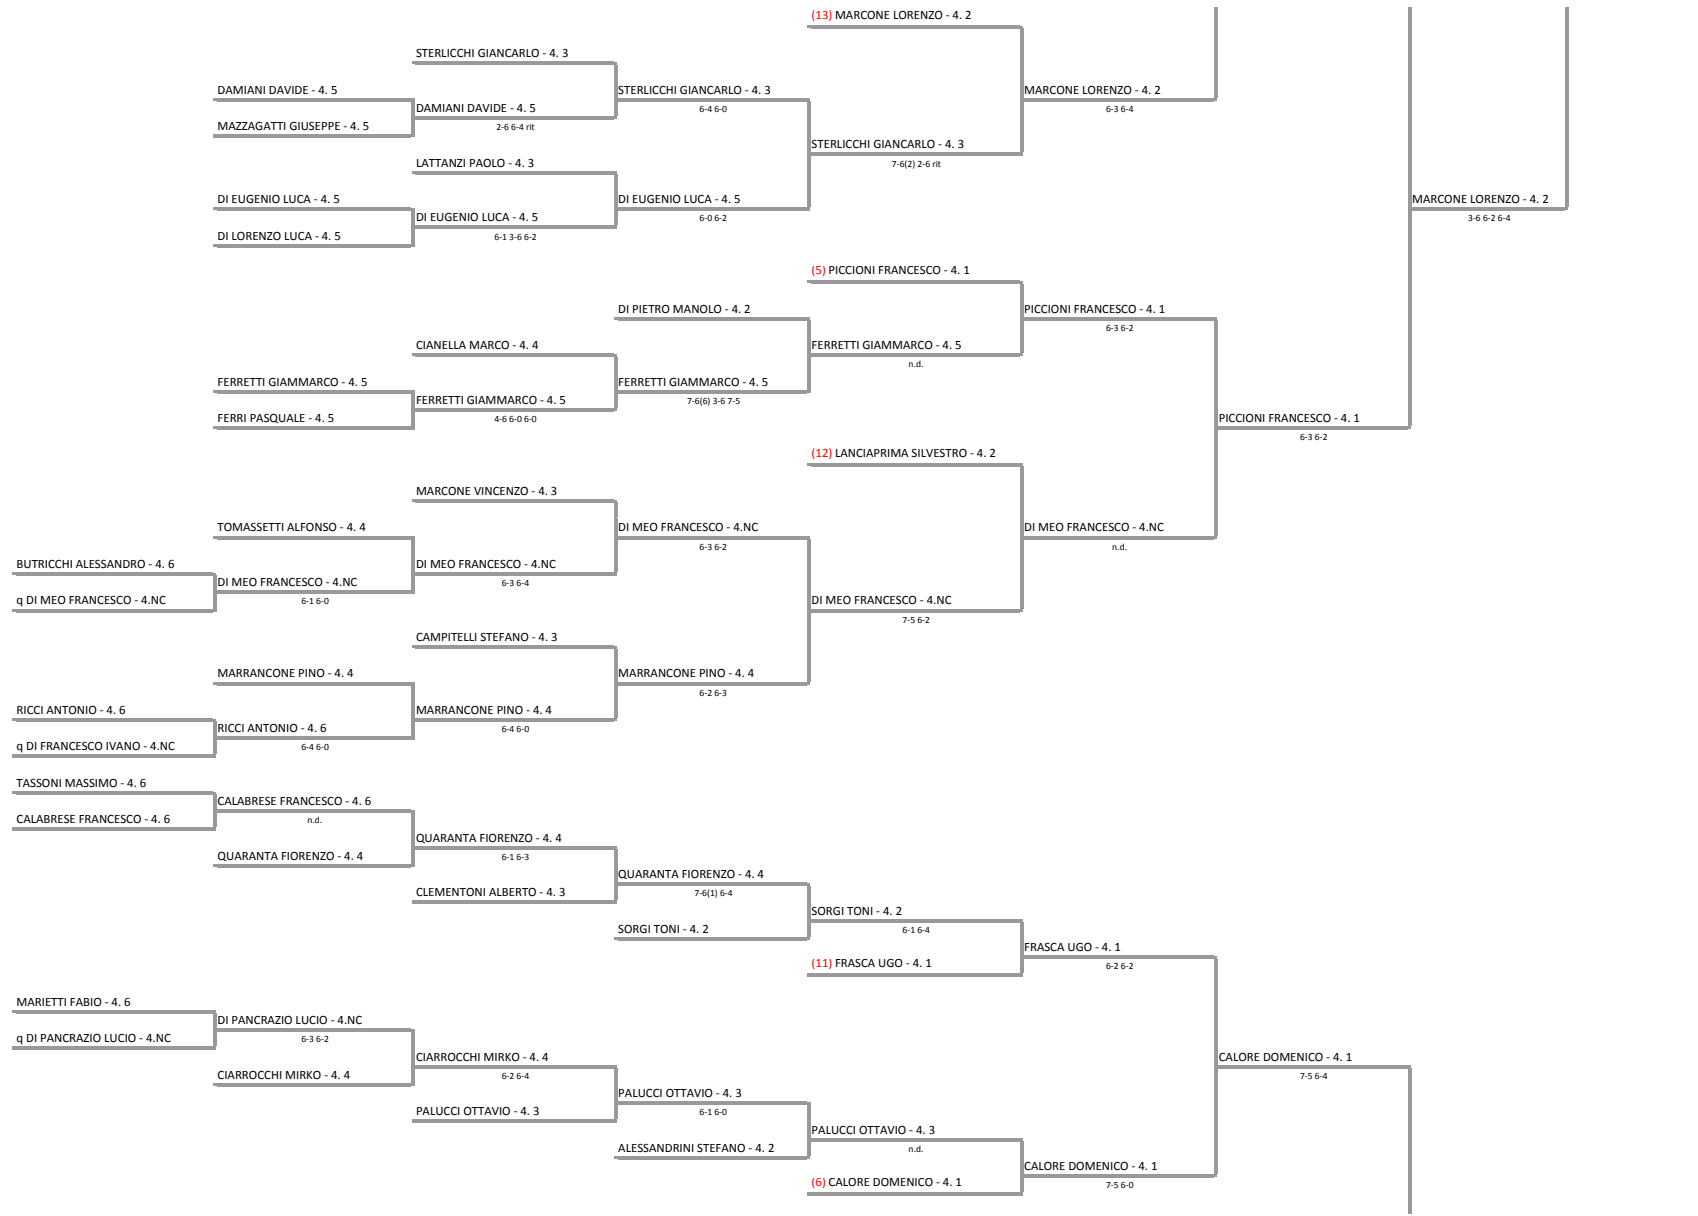 (13) MARCONE LORENZO - 4. 2
STERLICCHI GIANCARLO - 4. 3
DAMIANI DAVIDE - 4. 5
STERLICCHI GIANCARLO - 4. 3
MARCONE LORENZO - 4. 2
DAMIANI DAVIDE - 4. 5
6-4 6-0
6-3 6-4
MAZZAGATTI GIUSEPPE - 4. 5
2-6 6-4 rit
STERLICCHI GIANCARLO - 4. 3
LATTANZI PAOLO - 4. 3
7-6(2) 2-6 rit
DI EUGENIO LUCA - 4. 5
DI EUGENIO LUCA - 4. 5
MARCONE LORENZO - 4. 2
DI EUGENIO LUCA - 4. 5
6-0 6-2
3-6 6-2 6-4
DI LORENZO LUCA - 4. 5
6-1 3-6 6-2
(5) PICCIONI FRANCESCO - 4. 1
DI PIETRO MANOLO - 4. 2
PICCIONI FRANCESCO - 4. 1
6-3 6-2
CIANELLA MARCO - 4. 4
FERRETTI GIAMMARCO - 4. 5
n.d.
FERRETTI GIAMMARCO - 4. 5
FERRETTI GIAMMARCO - 4. 5
FERRETTI GIAMMARCO - 4. 5
7-6(6) 3-6 7-5
FERRI PASQUALE - 4. 5
4-6 6-0 6-0
PICCIONI FRANCESCO - 4. 1
6-3 6-2
(12) LANCIAPRIMA SILVESTRO - 4. 2
MARCONE VINCENZO - 4. 3
TOMASSETTI ALFONSO - 4. 4
DI MEO FRANCESCO - 4.NC
DI MEO FRANCESCO - 4.NC
6-3 6-2
n.d.
BUTRICCHI ALESSANDRO - 4. 6
DI MEO FRANCESCO - 4.NC
DI MEO FRANCESCO - 4.NC
6-3 6-4
q DI MEO FRANCESCO - 4.NC
6-1 6-0
DI MEO FRANCESCO - 4.NC
7-5 6-2
CAMPITELLI STEFANO - 4. 3
MARRANCONE PINO - 4. 4
MARRANCONE PINO - 4. 4
6-2 6-3
RICCI ANTONIO - 4. 6
MARRANCONE PINO - 4. 4
RICCI ANTONIO - 4. 6
6-4 6-0
q DI FRANCESCO IVANO - 4.NC
6-4 6-0
TASSONI MASSIMO - 4. 6
CALABRESE FRANCESCO - 4. 6
CALABRESE FRANCESCO - 4. 6
n.d.
QUARANTA FIORENZO - 4. 4
QUARANTA FIORENZO - 4. 4
6-1 6-3
QUARANTA FIORENZO - 4. 4
CLEMENTONI ALBERTO - 4. 3
7-6(1) 6-4
SORGI TONI - 4. 2
SORGI TONI - 4. 2
6-1 6-4
FRASCA UGO - 4. 1
(11) FRASCA UGO - 4. 1
6-2 6-2
MARIETTI FABIO - 4. 6
DI PANCRAZIO LUCIO - 4.NC
q DI PANCRAZIO LUCIO - 4.NC
6-3 6-2
CIARROCCHI MIRKO - 4. 4
CALORE DOMENICO - 4. 1
CIARROCCHI MIRKO - 4. 4
6-2 6-4
7-5 6-4
PALUCCI OTTAVIO - 4. 3
PALUCCI OTTAVIO - 4. 3
6-1 6-0
PALUCCI OTTAVIO - 4. 3
ALESSANDRINI STEFANO - 4. 2
n.d.
CALORE DOMENICO - 4. 1
(6) CALORE DOMENICO - 4. 1
7-5 6-0